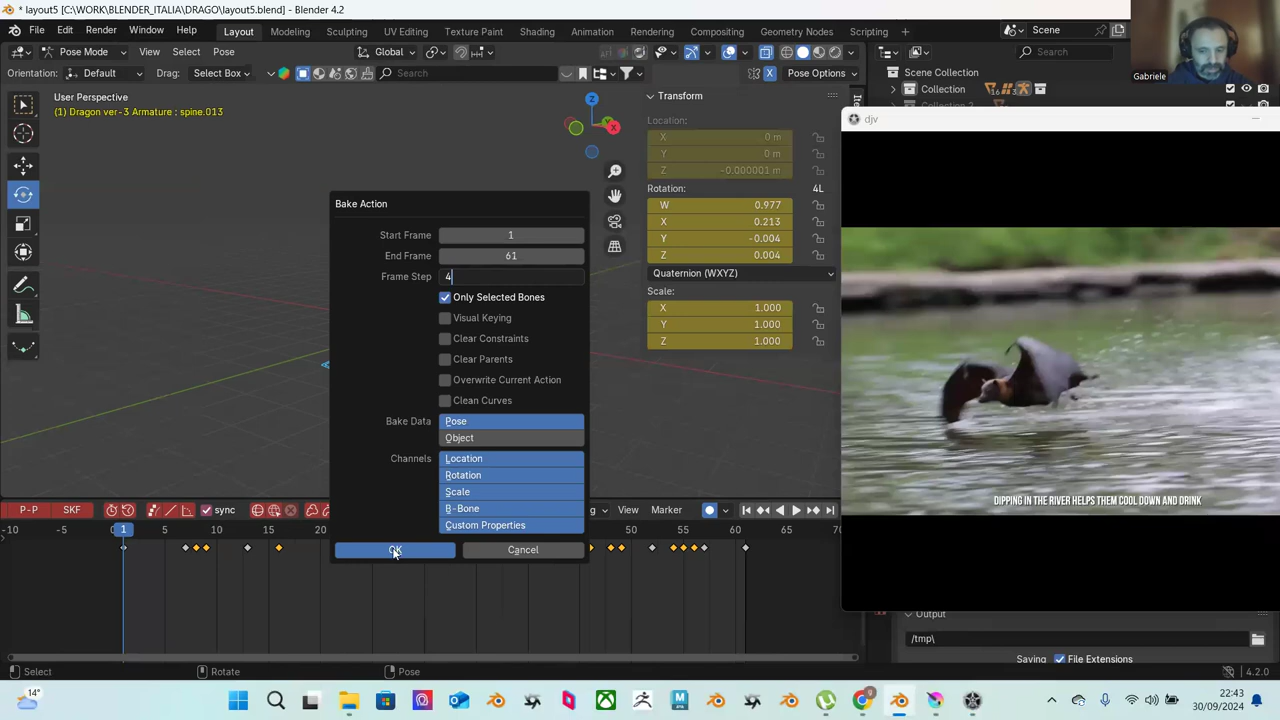 * layout5 [C:\WORK\BLENDER_ITALIA\DRAGO\layout5.blend] - Blender 4.2
File Edit Render Window Help
Layout Modeling Sculpting UV Editing Texture Paint Shading Animation Rendering Compositing Geometry Nodes Scripting
Scene
Pose Mode View Select Pose
Global
Search
Orientation: Default Drag: Select Box
Search
X Pose Options
Scene Collection
Collection
Gabriele
User Perspective
(1) Dragon ver-3 Armature : spine.013
Z
Y
X
Transform
Location:
X 0 m
Y 0 m
Z -0.000001 m
Rotation: 4L
W 0.977
X 0.213
Y -0.004
Z 0.004
Quaternion (WXYZ)
Scale:
X 1.000
Y 1.000
Z 1.000
djv
Bake Action
Start Frame 1
End Frame 61
Frame Step 4
Only Selected Bones
Visual Keying
Clear Constraints
Clear Parents
Overwrite Current Action
Clean Curves
Bake Data Pose
Object
Channels Location
Rotation
Scale
B-Bone
Custom Properties
OK Cancel
DIPPING IN THE RIVER HELPS THEM COOL DOWN AND DRINK
P-P SKF sync
View Marker
-10 -5 1 5 10 15 20 50 55 60 65
Output
/tmp\
Saving File Extensions
Select Rotate Pose 4.2.0
14°
9
22:43
30/09/2024